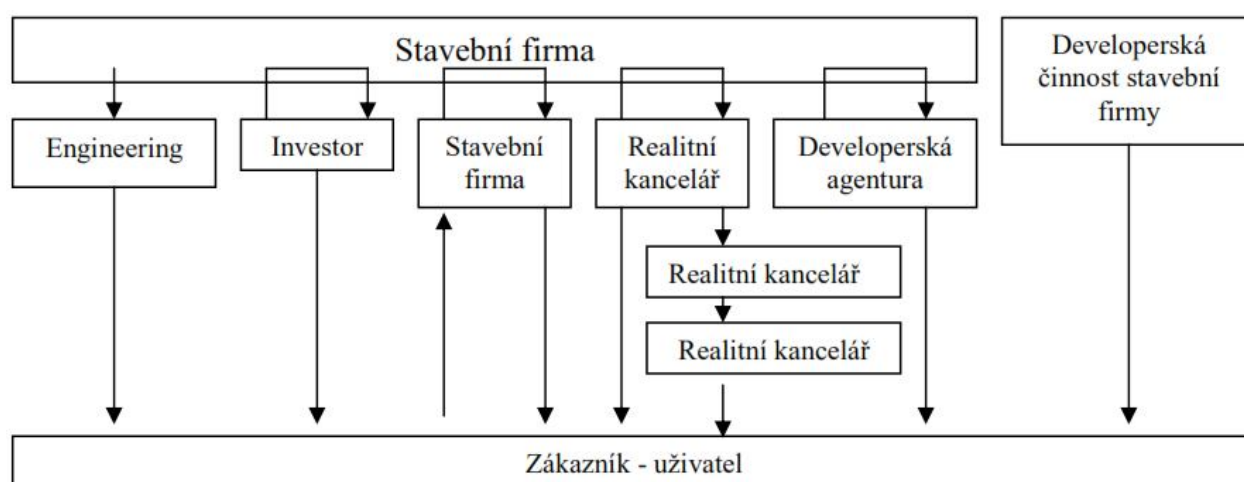 Stavební firma
Developerská
činnost stavební
firmy
Engineering
Investor
Stavební
firma
Realitní
kancelář
Developerská
agentura
Realitní kancelář
Realitní kancelář
Zákazník - uživatel